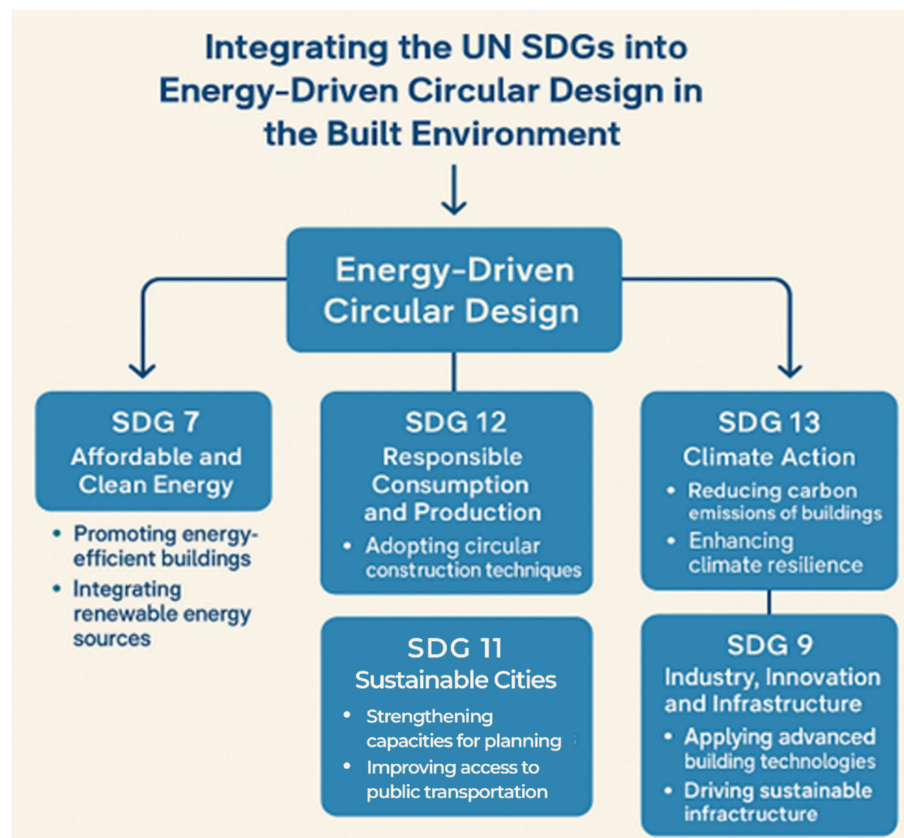 Integrating the UN SDGs into
Energy-Driven Circular Design in
the Built Environment
Energy-Driven
Circular Design
SDG 7
Affordable and
Clean Energy
• Promoting energy-
efficient buildings
• Integrating
renewable energy
sources
SDG 12
Responsible
Consumption
and Production
• Adopting circular
construction techniques
SDG 11
Sustainable Cities
• Strengthening
capacities for planning
• Improving access to
public transportation
SDG 13
Climate Action
• Reducing carbon
emissions of buildings
• Enhancing
climate resilience
SDG 9
Industry, Innovation
and Infrastructure
• Applying advanced
building technologies
• Driving sustainable
infractructure